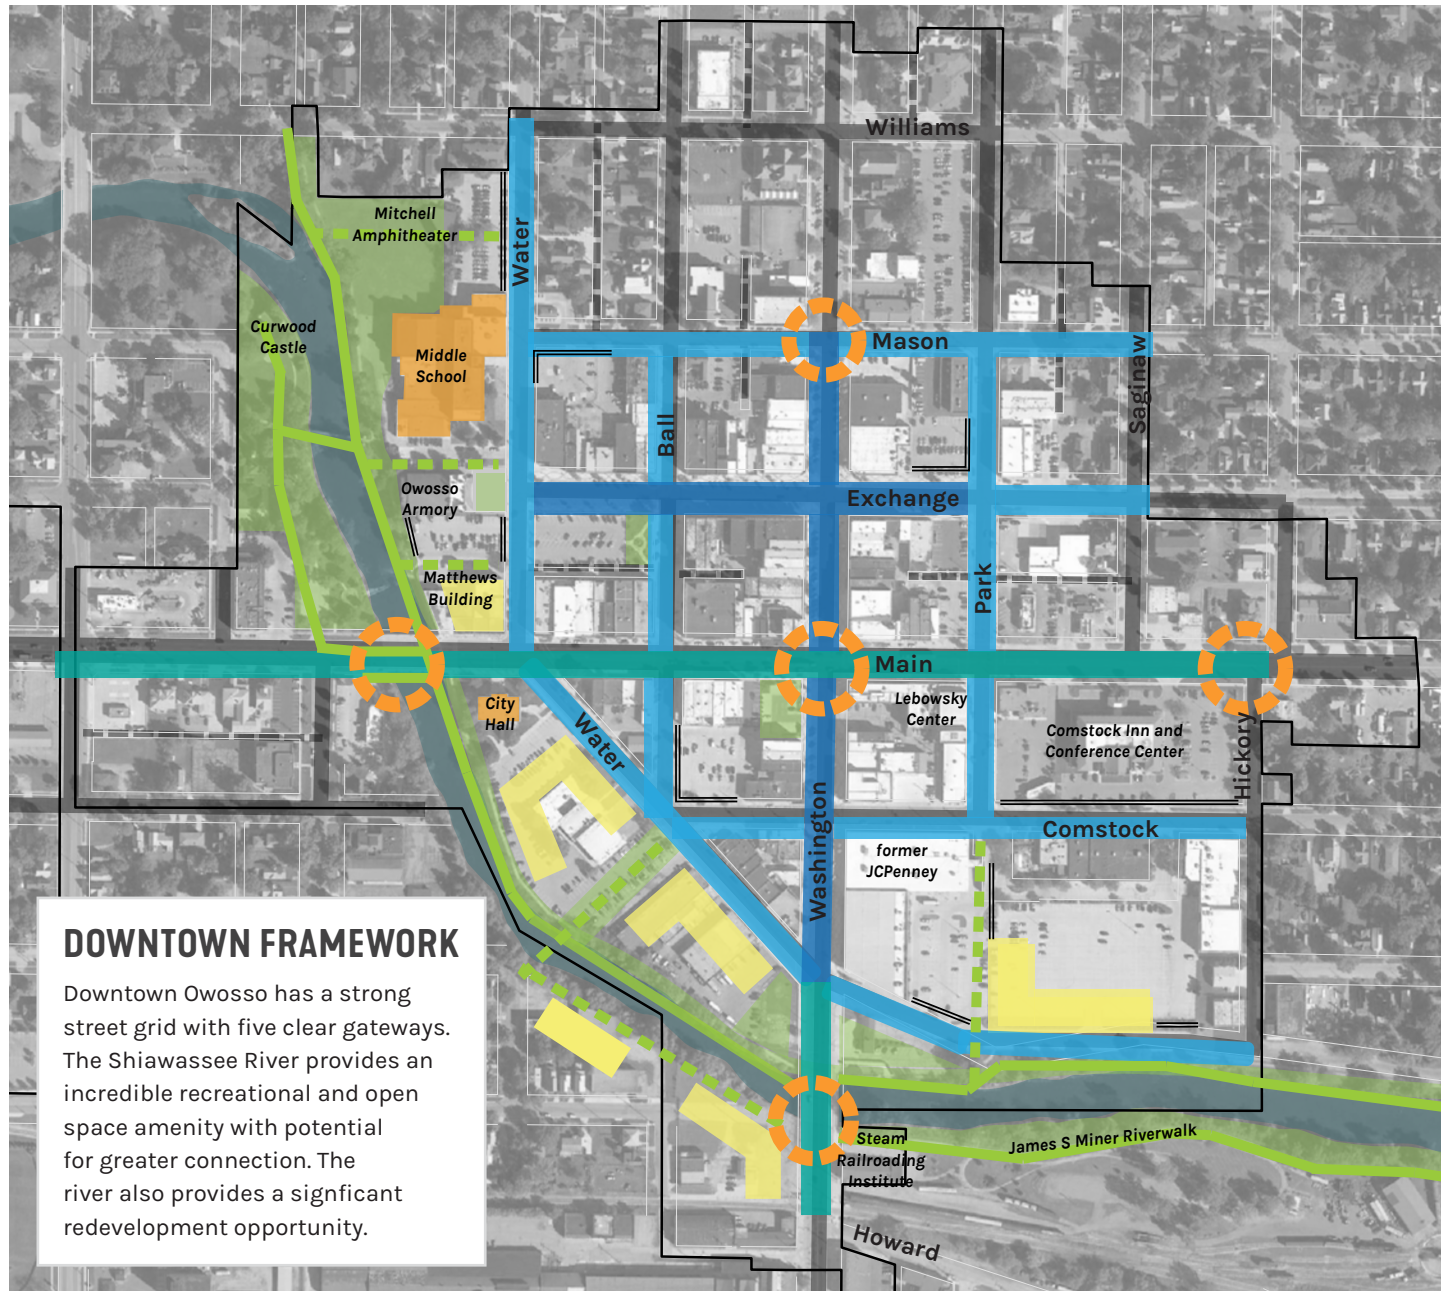 Williams
Mitchell
Amphitheater
Water
Curwood
Castle
Middle
School
Mason
Saginaw
Ball
Owosso
Armory
Exchange
Matthews
Building
Park
Main
City
Hall
Lebowsky
Center
Water
Comstock Inn and
Conference Center
Hickory
Washington
Comstock
former
JCPenney
DOWNTOWN FRAMEWORK
Downtown Owosso has a strong
street grid with five clear gateways.
The Shiawassee River provides an
incredible recreational and open
space amenity with potential
for greater connection. The
river also provides a signficant
redevelopment opportunity.
Steam
Railroading
Institute
James S Miner Riverwalk
Howard